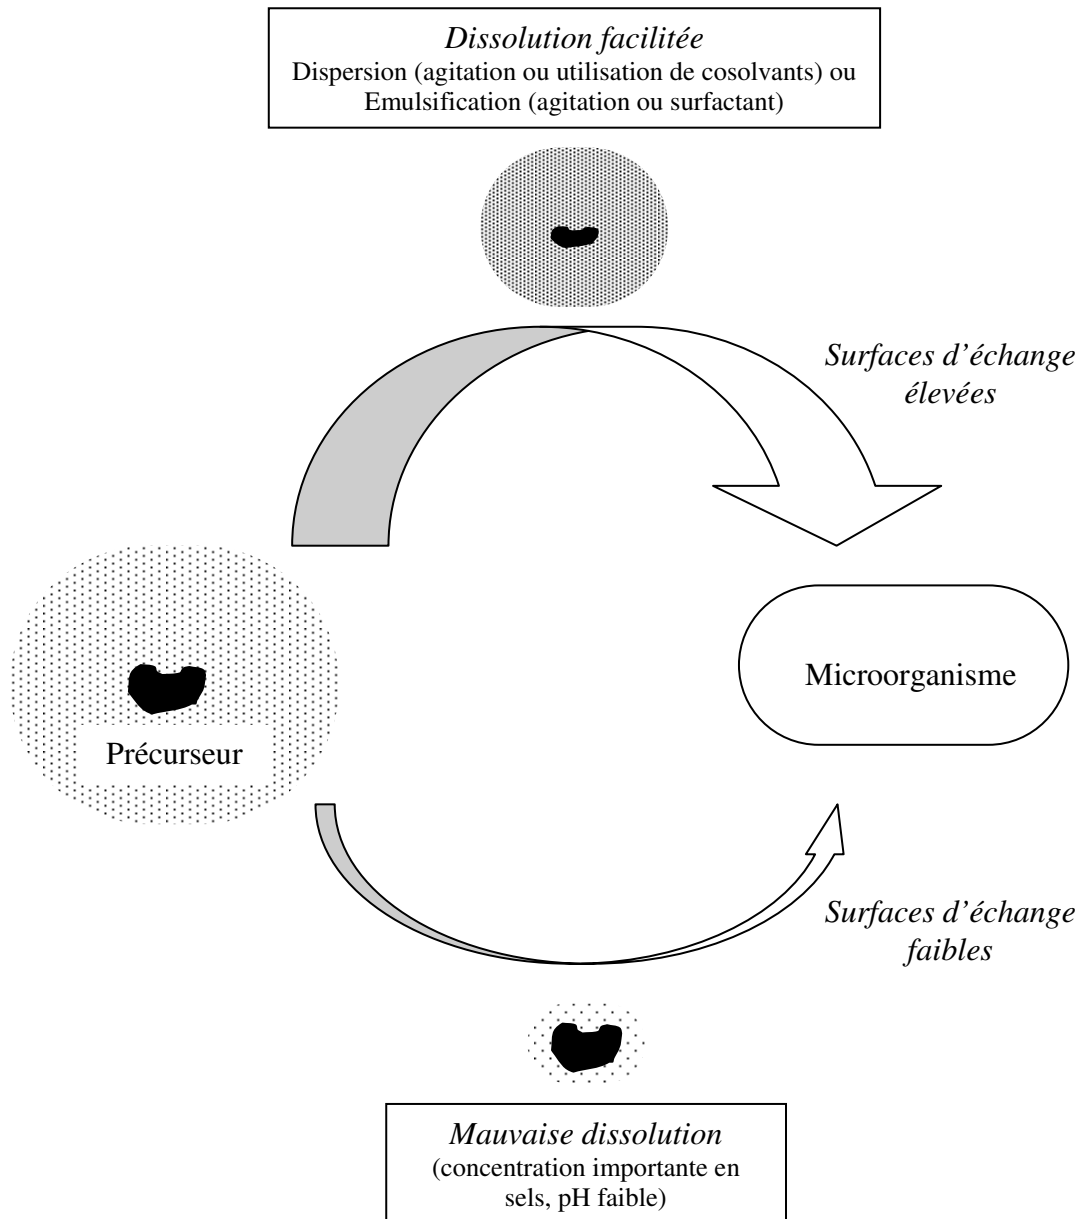 Dissolution facilitée
Dispersion (agitation ou utilisation de cosolvants) ou
Emulsification (agitation ou surfactant)
Surfaces d'échange
élevées
Microorganisme
Précurseur
Surfaces d'échange
faibles
Mauvaise dissolution
(concentration importante en
sels, pH faible)